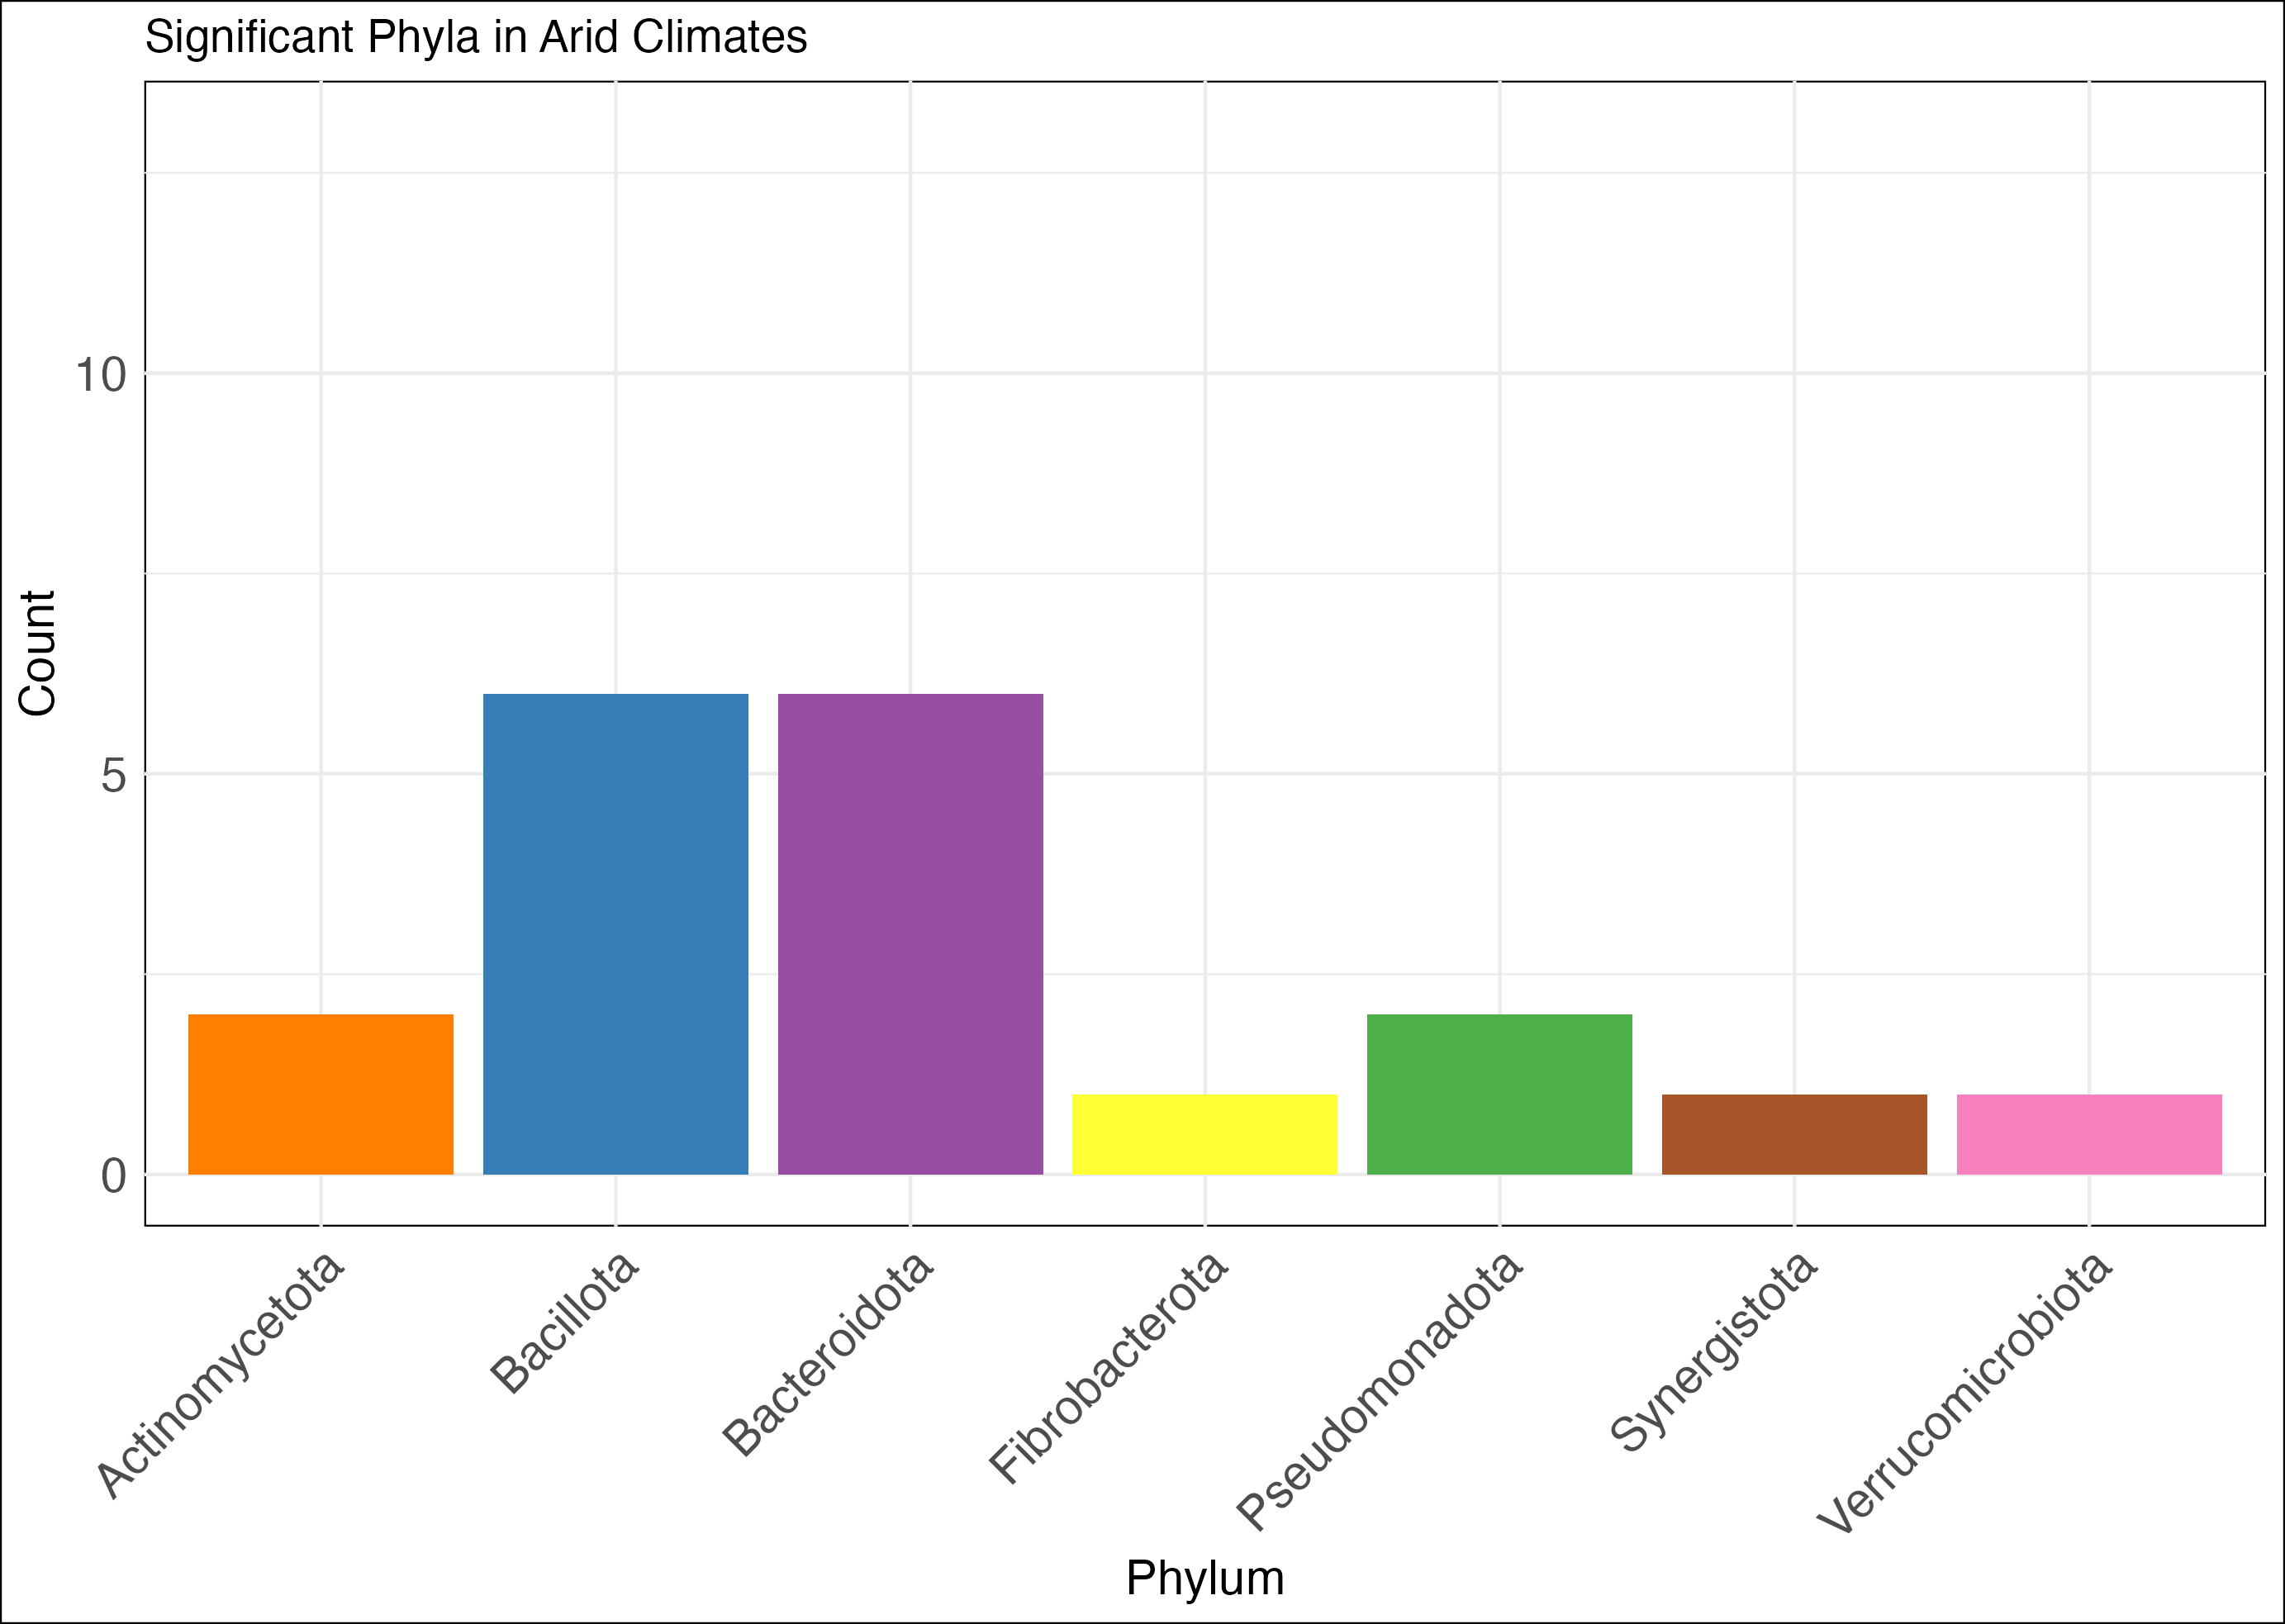 Significant Phyla in Arid Climates
Count
10
5
0
Actinomycetota
Bacillota
Bacteroidota
Fibrobacterota
Pseudomonadota
Synergistota
Verrucomicrobiota
Phylum